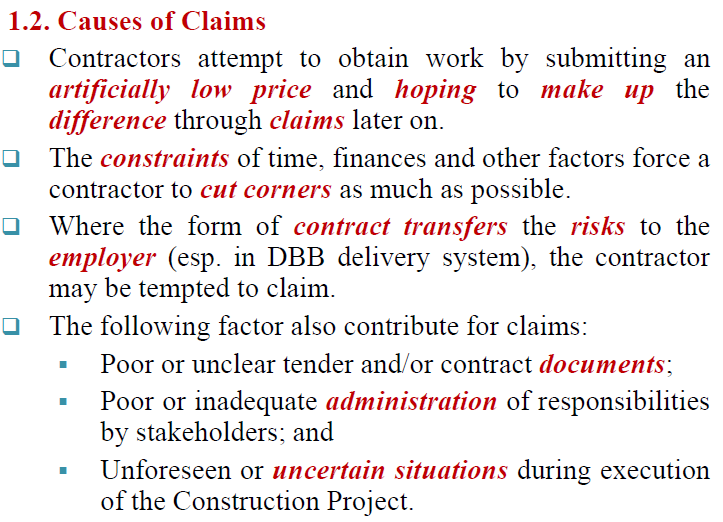 1.2. Causes of Claims
❑ Contractors attempt to obtain work by submitting an
artificially low price and hoping to make up the
difference through claims later on.
❑ The constraints of time, finances and other factors force a
contractor to cut corners as much as possible.
❑ Where the form of contract transfers the risks to the
employer (esp. in DBB delivery system), the contractor
may be tempted to claim.
❑ The following factor also contribute for claims:
▪ Poor or unclear tender and/or contract documents;
▪ Poor or inadequate administration of responsibilities
by stakeholders; and
▪ Unforeseen or uncertain situations during execution
of the Construction Project.